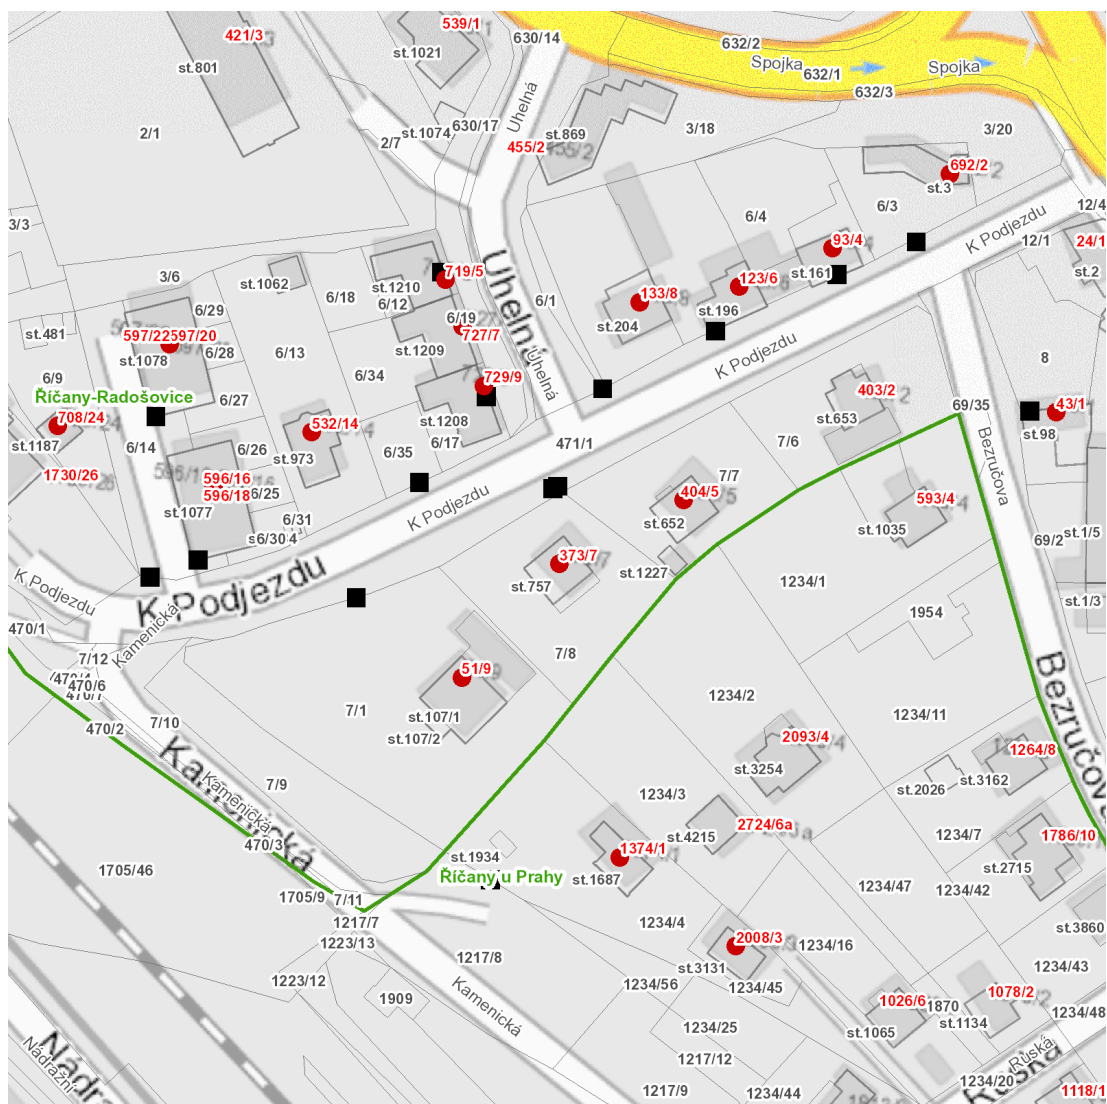 421/3
st.801
539/1
st.1021
630/14
632/2
Spojka
632/1
Spojka
632/3
2/1
2/7
st.1074
630/17
Uhelná
455/2
st.869
3/18
3/20
692/2
st.3
3/3
6/3
6/4
12/4
K Podjezdu
12/1
24/1
st.2
93/4
st.161
3/6
st.1062
6/18
st.1210
719/5
6/12
6/29
6/19
727/7
Uhelná
6/1
133/8
st.204
123/6
st.196
st.481
597/22
597/20
st.1078
6/28
6/13
st.1209
6/34
Uhelná
K Podjezdu
8
6/9
Říčany-Radošovice
6/27
729/9
403/2
st.653
69/35
43/1
st.98
708/24
st.1187
6/14
532/14
st.973
6/26
st.1208
6/17
6/35
471/1
7/6
Bezručova
1730/26
596/16
596/18
6/25
st.1077
7/7
404/5
st.652
593/4
st.1035
6/31
6/30
K Podjezdu
69/2
st.1/5
373/7
st.757
st.1227
1234/1
1954
st.1/3
K Podjezdu
K Podjezdu
Kamenická
470/1
7/12
470/6
470/2
7/10
7/8
51/9
st.107/1
7/1
st.107/2
1234/2
1234/11
Bezručova
2093/4
st.3254
1264/8
st.3162
st.2026
7/9
Kamenická
Kamenická
470/3
1234/3
2724/6a
st.4215
1234/7
1786/10
st.2715
1374/1
st.1687
st.1934
Říčany u Prahy
1705/46
1705/9
7/11
1217/7
1223/13
1234/47
1234/42
1234/4
2008/3
st.3131
1234/16
st.3860
1217/8
1223/12
1909
Kamenická
1234/56
1234/45
1234/43
1026/6
1870
st.1065
1078/2
st.1134
1234/48
1234/25
1217/12
1217/9
1234/44
1234/20
Ruská
Ruská
1118/1
Nádražní